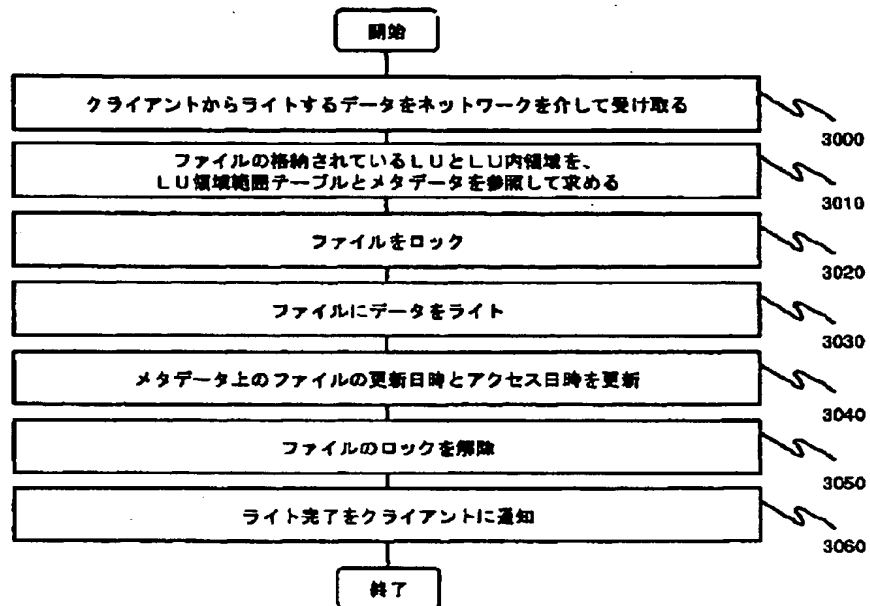 開始
クライアントからライトするデータをネットワークを介して受け取る
3000
ファイルの格納されているLUとLU内領域を、
LU領域範囲テーブルとメタデータを参照して求める
3010
ファイルをロック
3020
ファイルにデータをライト
3030
メタデータ上のファイルの更新日時とアクセス日時を更新
3040
ファイルのロックを解除
3050
ライト完了をクライアントに通知
3060
終了